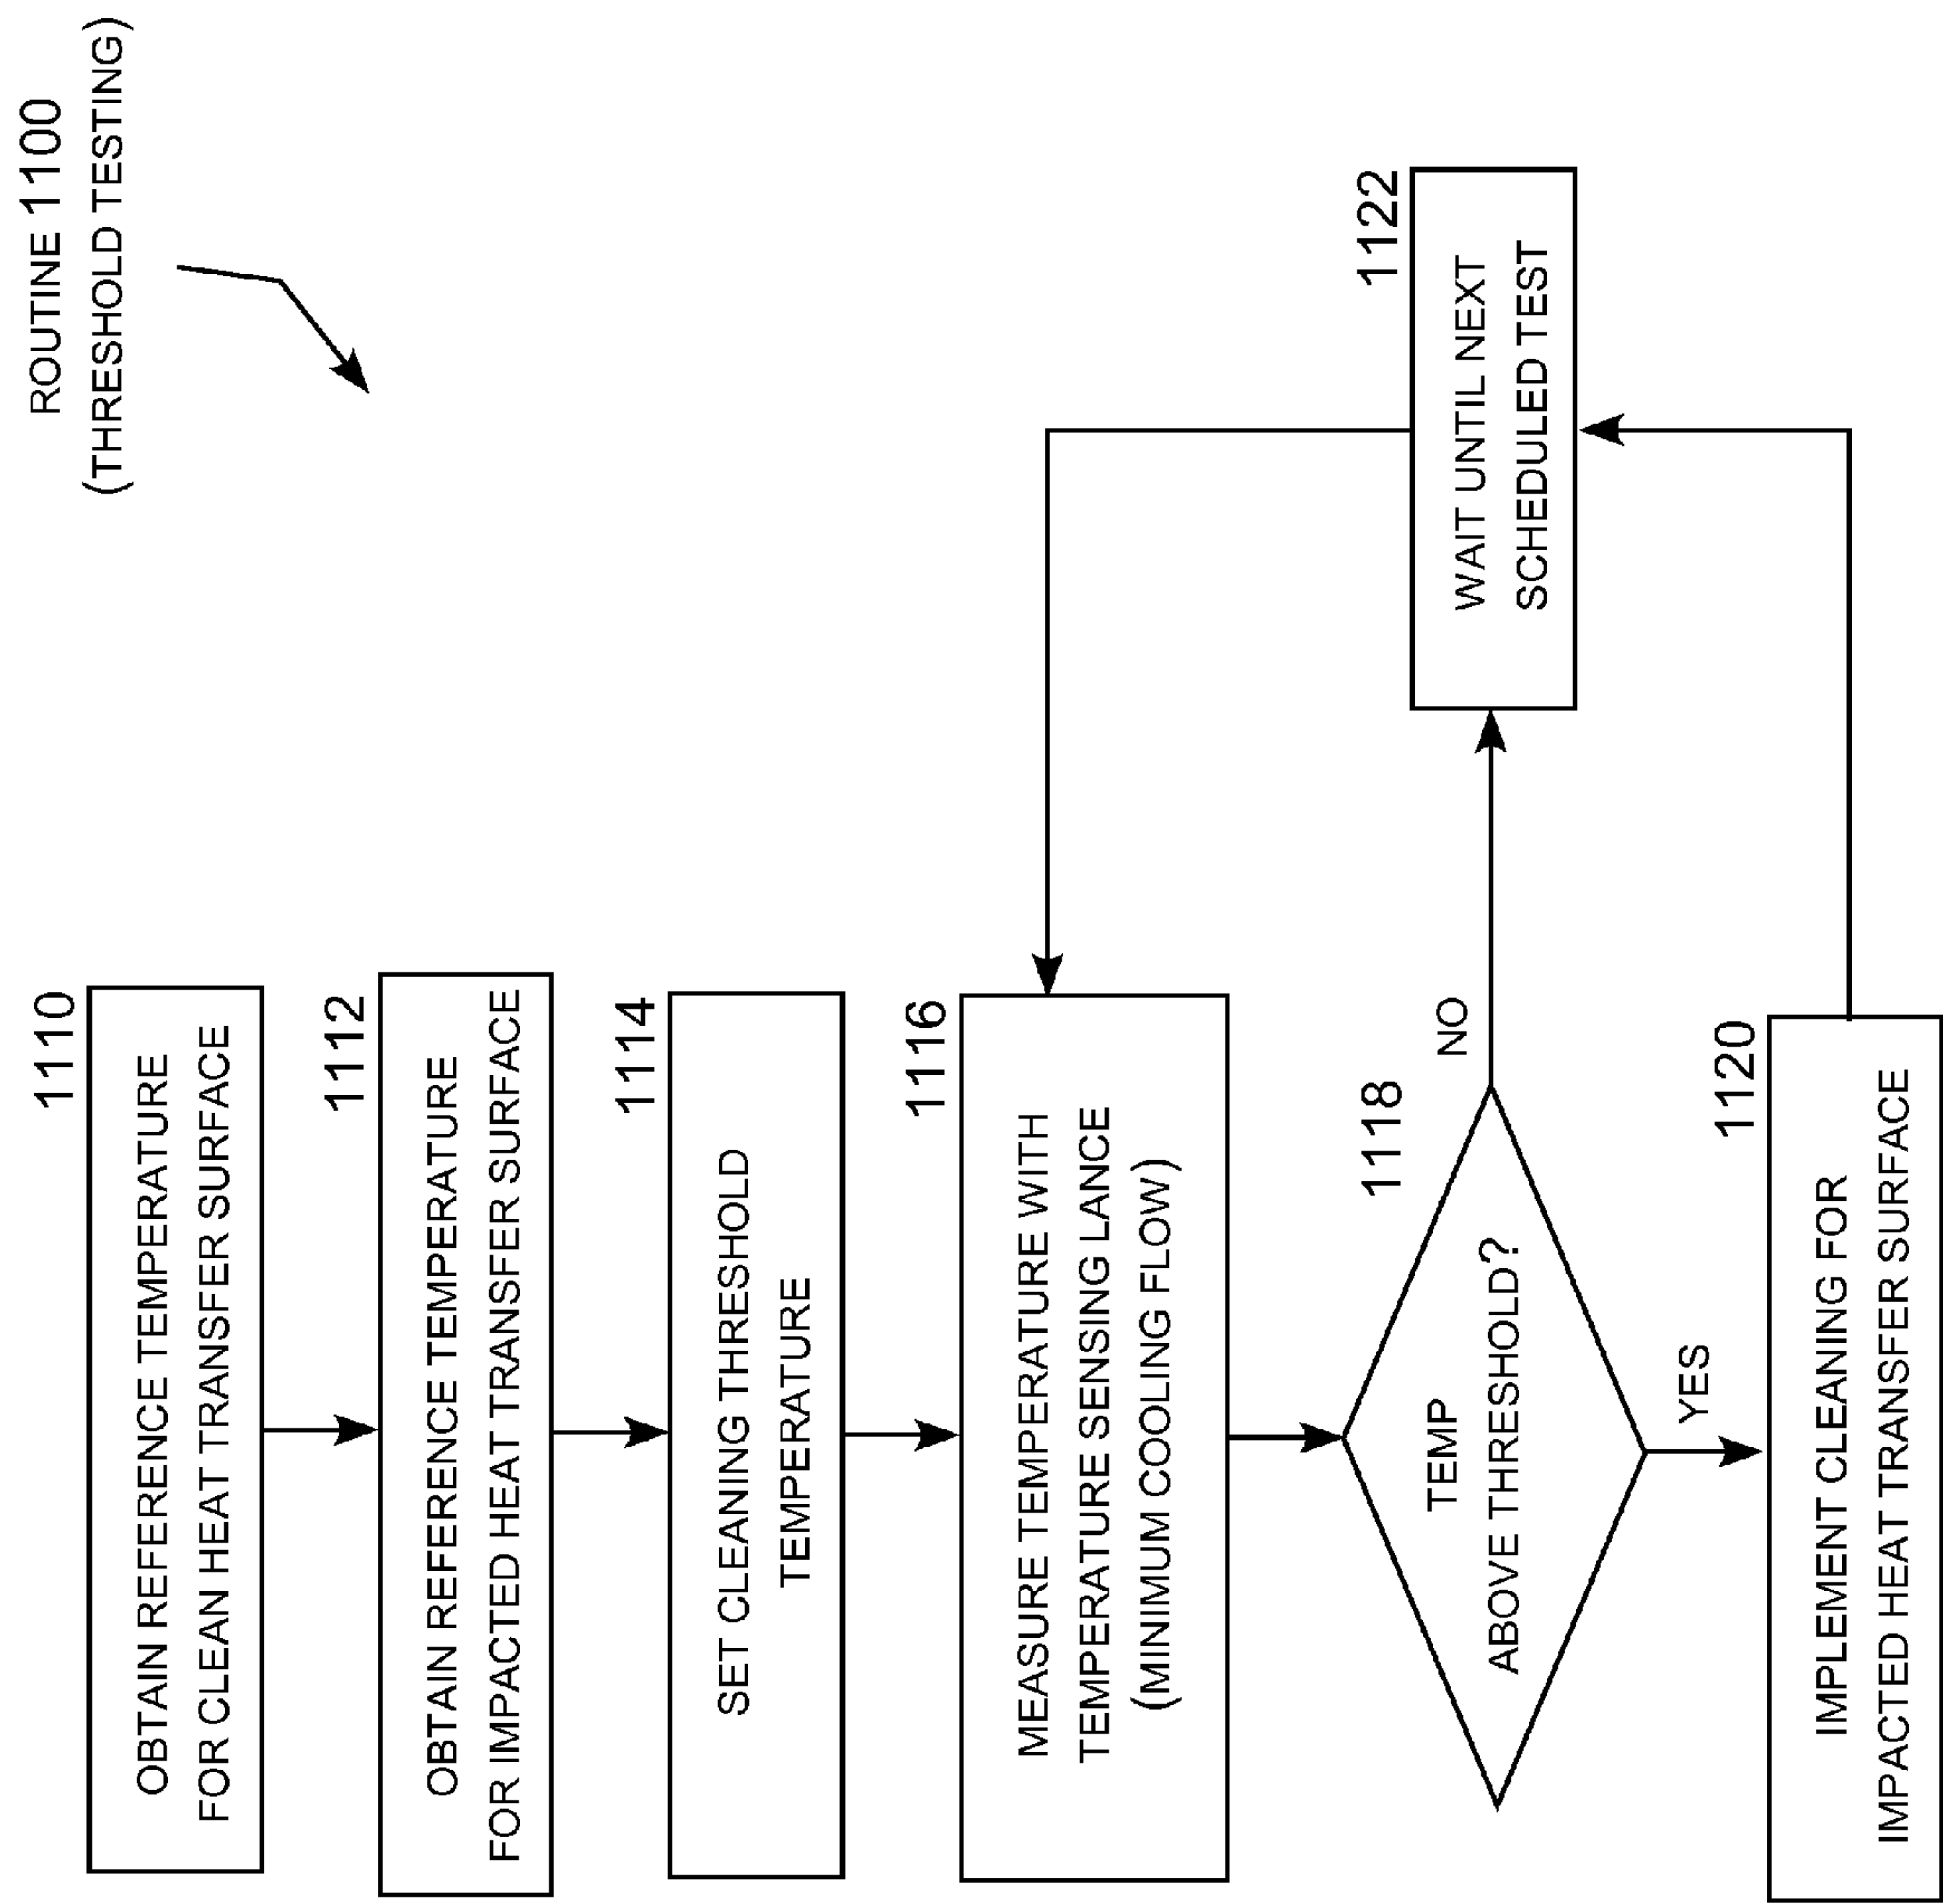 ROUTINE 1100
(THRESHOLD TESTING)
1110
OBTAIN REFERENCE TEMPERATURE
FOR CLEAN HEAT TRANSFER SURFACE
1112
OBTAIN REFERENCE TEMPERATURE
FOR IMPACTED HEAT TRANSFER SURFACE
1114
SET CLEANING THRESHOLD
TEMPERATURE
1116
MEASURE TEMPERATURE WITH
TEMPERATURE SENSING LANCE
(MINIMUM COOLING FLOW)
1118
TEMP
ABOVE THRESHOLD?
NO
YES
1120
IMPLEMENT CLEANING FOR
IMPACTED HEAT TRANSFER SURFACE
1122
WAIT UNTIL NEXT
SCHEDULED TEST